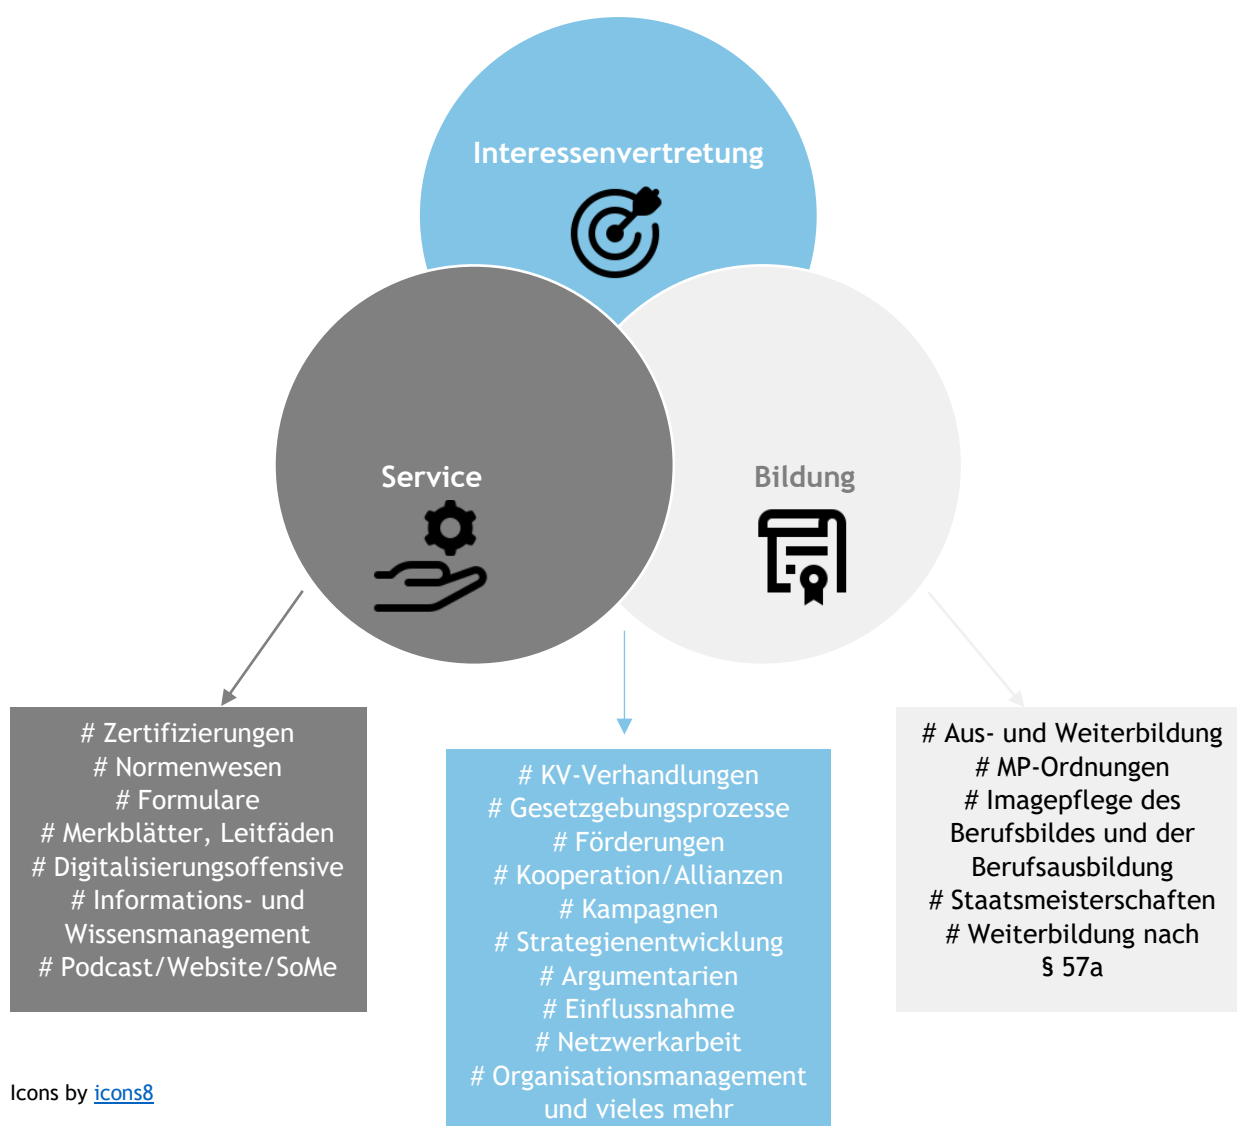 Interessenvertretung
Service
Bildung
# Zertifizierungen
# Normenwesen
# Formulare
# Merkblätter, Leitfäden
# Digitalisierungsoffensive
# Informations- und
Wissensmanagement
# Podcast/Website/SoMe
# KV-Verhandlungen
# Gesetzgebungsprozesse
# Förderungen
# Kooperation/Allianzen
# Kampagnen
# Strategienentwicklung
# Argumentarien
# Einflussnahme
# Netzwerkarbeit
# Organisationsmanagement
und vieles mehr
# Aus- und Weiterbildung
# MP-Ordnungen
# Imagepflege des
Berufsbildes und der
Berufsausbildung
# Staatsmeisterschaften
# Weiterbildung nach
§ 57a
Icons by icons8